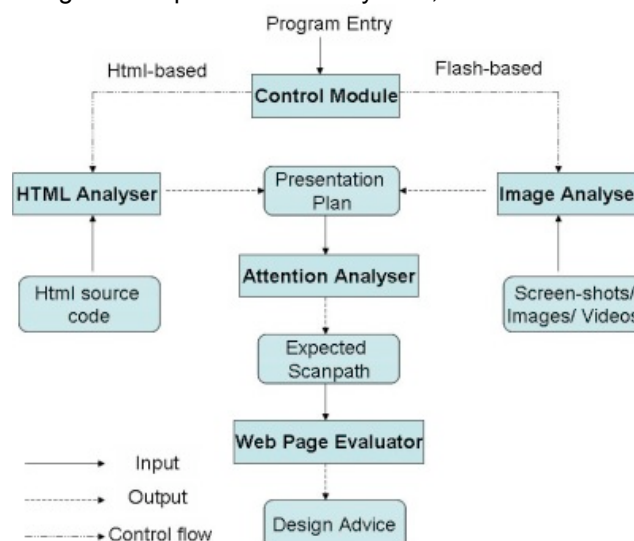 Program Entry
Html-based
Flash-based
Control Module
HTML Analyser
Presentation
Plan
Image Analyse
Attention Analyser
Html source
code
Screen-shots/
Images/ Videos
Expected
Scanpath
Web Page Evaluator
Input
Output
Design Advice
Control flow